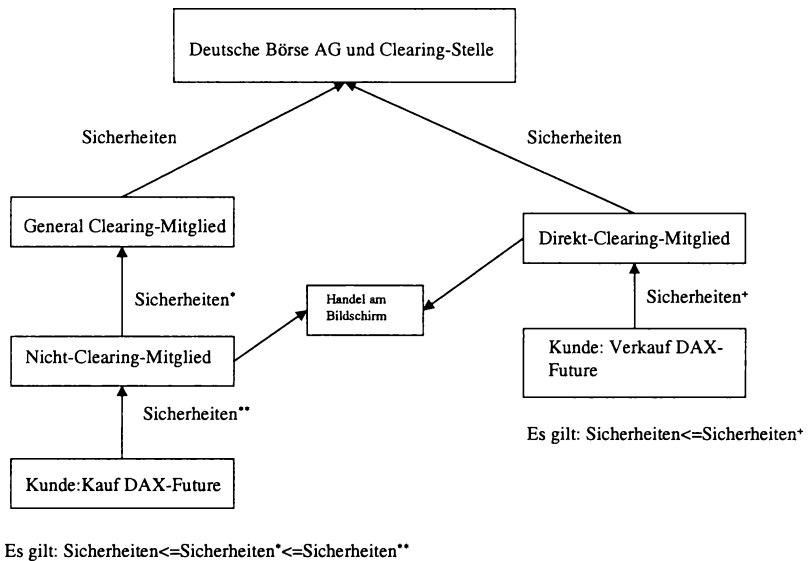 Deutsche Börse AG und Clearing-Stelle
Sicherheiten
Sicherheiten
General Clearing-Mitglied
Direkt-Clearing-Mitglied
Sicherheiten*
Handel am
Bildschirm
Sicherheiten+
Nicht-Clearing-Mitglied
Kunde: Verkauf DAX-
Future
Sicherheiten**
Es gilt: Sicherheiten<=Sicherheiten+
Kunde:Kauf DAX-Future
Es gilt: Sicherheiten<=Sicherheiten*<=Sicherheiten**